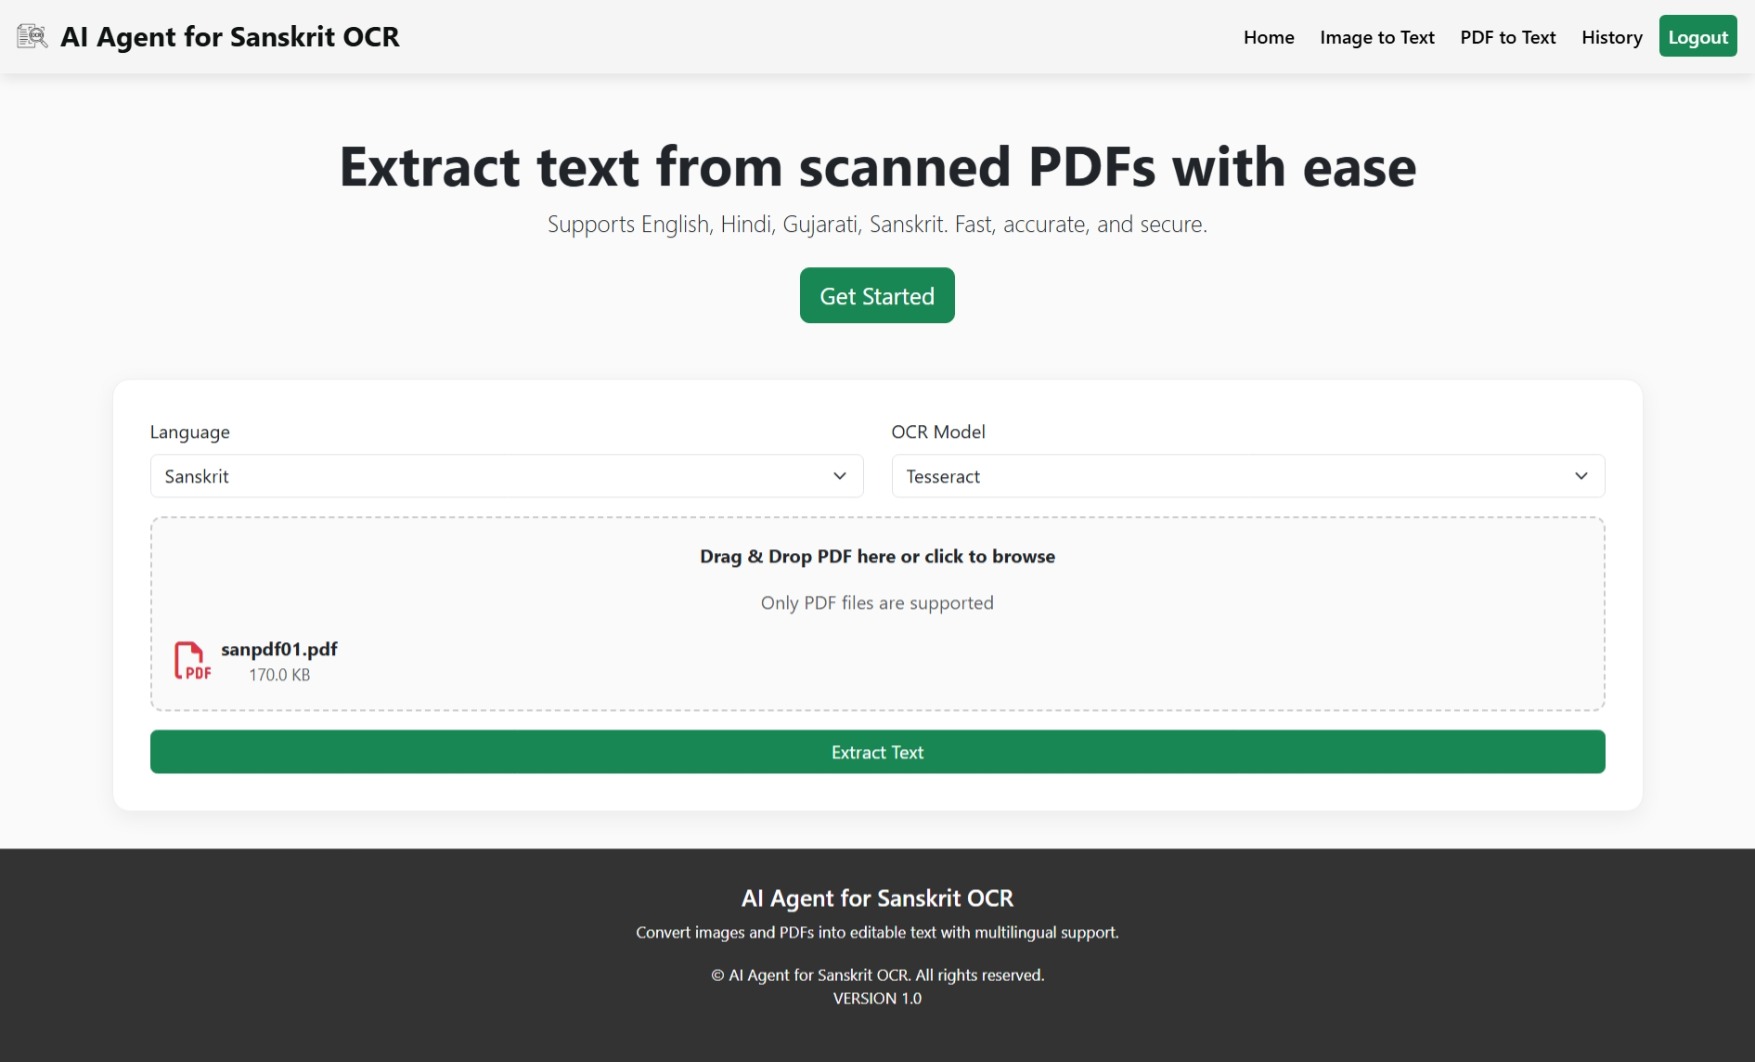 AI Agent for Sanskrit OCR
Home
Image to Text
PDF to Text
History
Logout
Extract text from scanned PDFs with ease
Supports English, Hindi, Gujarati, Sanskrit. Fast, accurate, and secure.
Get Started
Language
Sanskrit
OCR Model
Tesseract
Drag & Drop PDF here or click to browse
Only PDF files are supported
PDF
sanpdf01.pdf
170.0 KB
Extract Text
AI Agent for Sanskrit OCR
Convert images and PDFs into editable text with multilingual support.
© AI Agent for Sanskrit OCR. All rights reserved.
VERSION 1.0